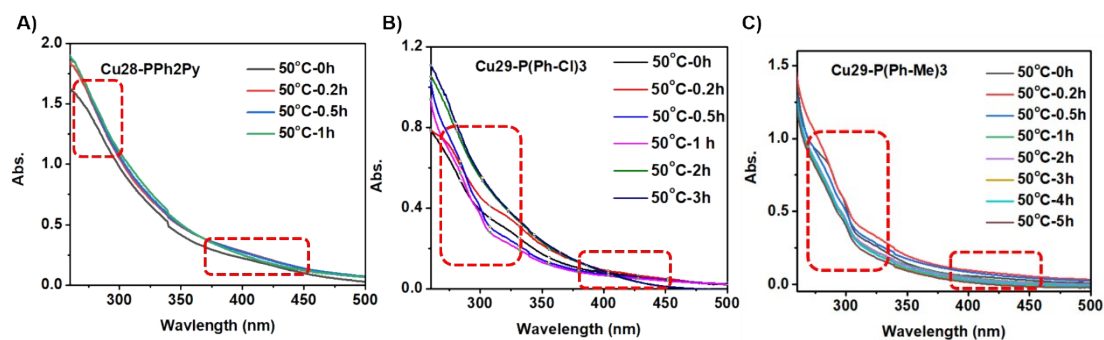 A)
Cu28-PPh2Py
50°C-0h
50°C-0.2h
50°C-0.5h
50°C-1h
2.0
1.5
1.0
0.5
0.0
Abs.
300
350
400
450
500
Wavelength (nm)
B)
Cu29-P(Ph-Cl)3
50°C-0h
50°C-0.2h
50°C-0.5h
50°C-1 h
50°C-2h
50°C-3h
1.2
0.8
0.4
0.0
Abs.
300
350
400
450
500
Wavelength (nm)
C)
Cu29-P(Ph-Me)3
50°C-0h
50°C-0.2h
50°C-0.5h
50°C-1h
50°C-2h
50°C-3h
50°C-4h
50°C-5h
1.5
1.0
0.5
0.0
Abs.
300
350
400
450
500
Wavelength (nm)